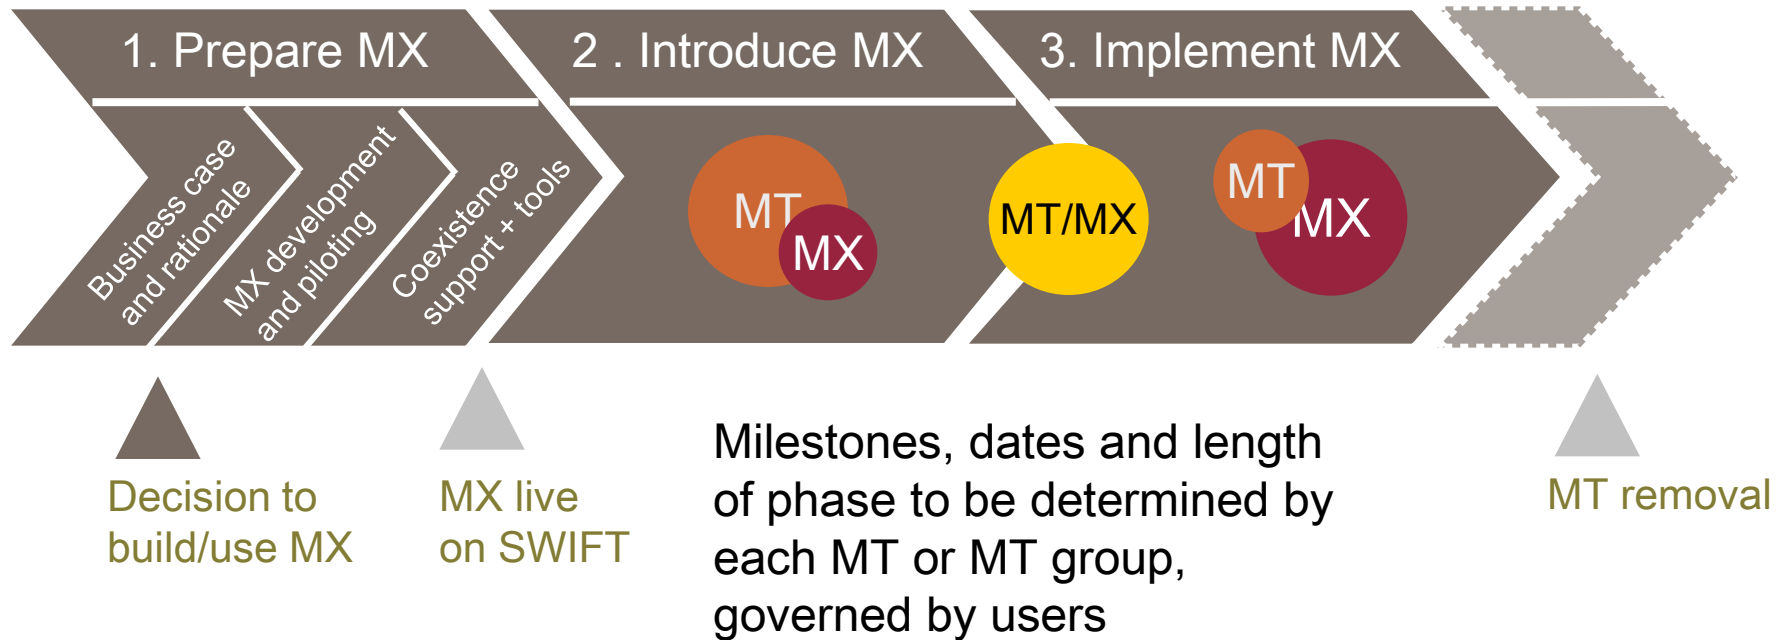 1. Prepare MX
2 . Introduce MX
3. Implement MX
Business case
and rationale
MX development
and piloting
Coexistence
support + tools
MT
MX
MT/MX
MT
MX
Decision to
build/use MX
MX live
on SWIFT
Milestones, dates and length
of phase to be determined by
each MT or MT group,
governed by users
MT removal